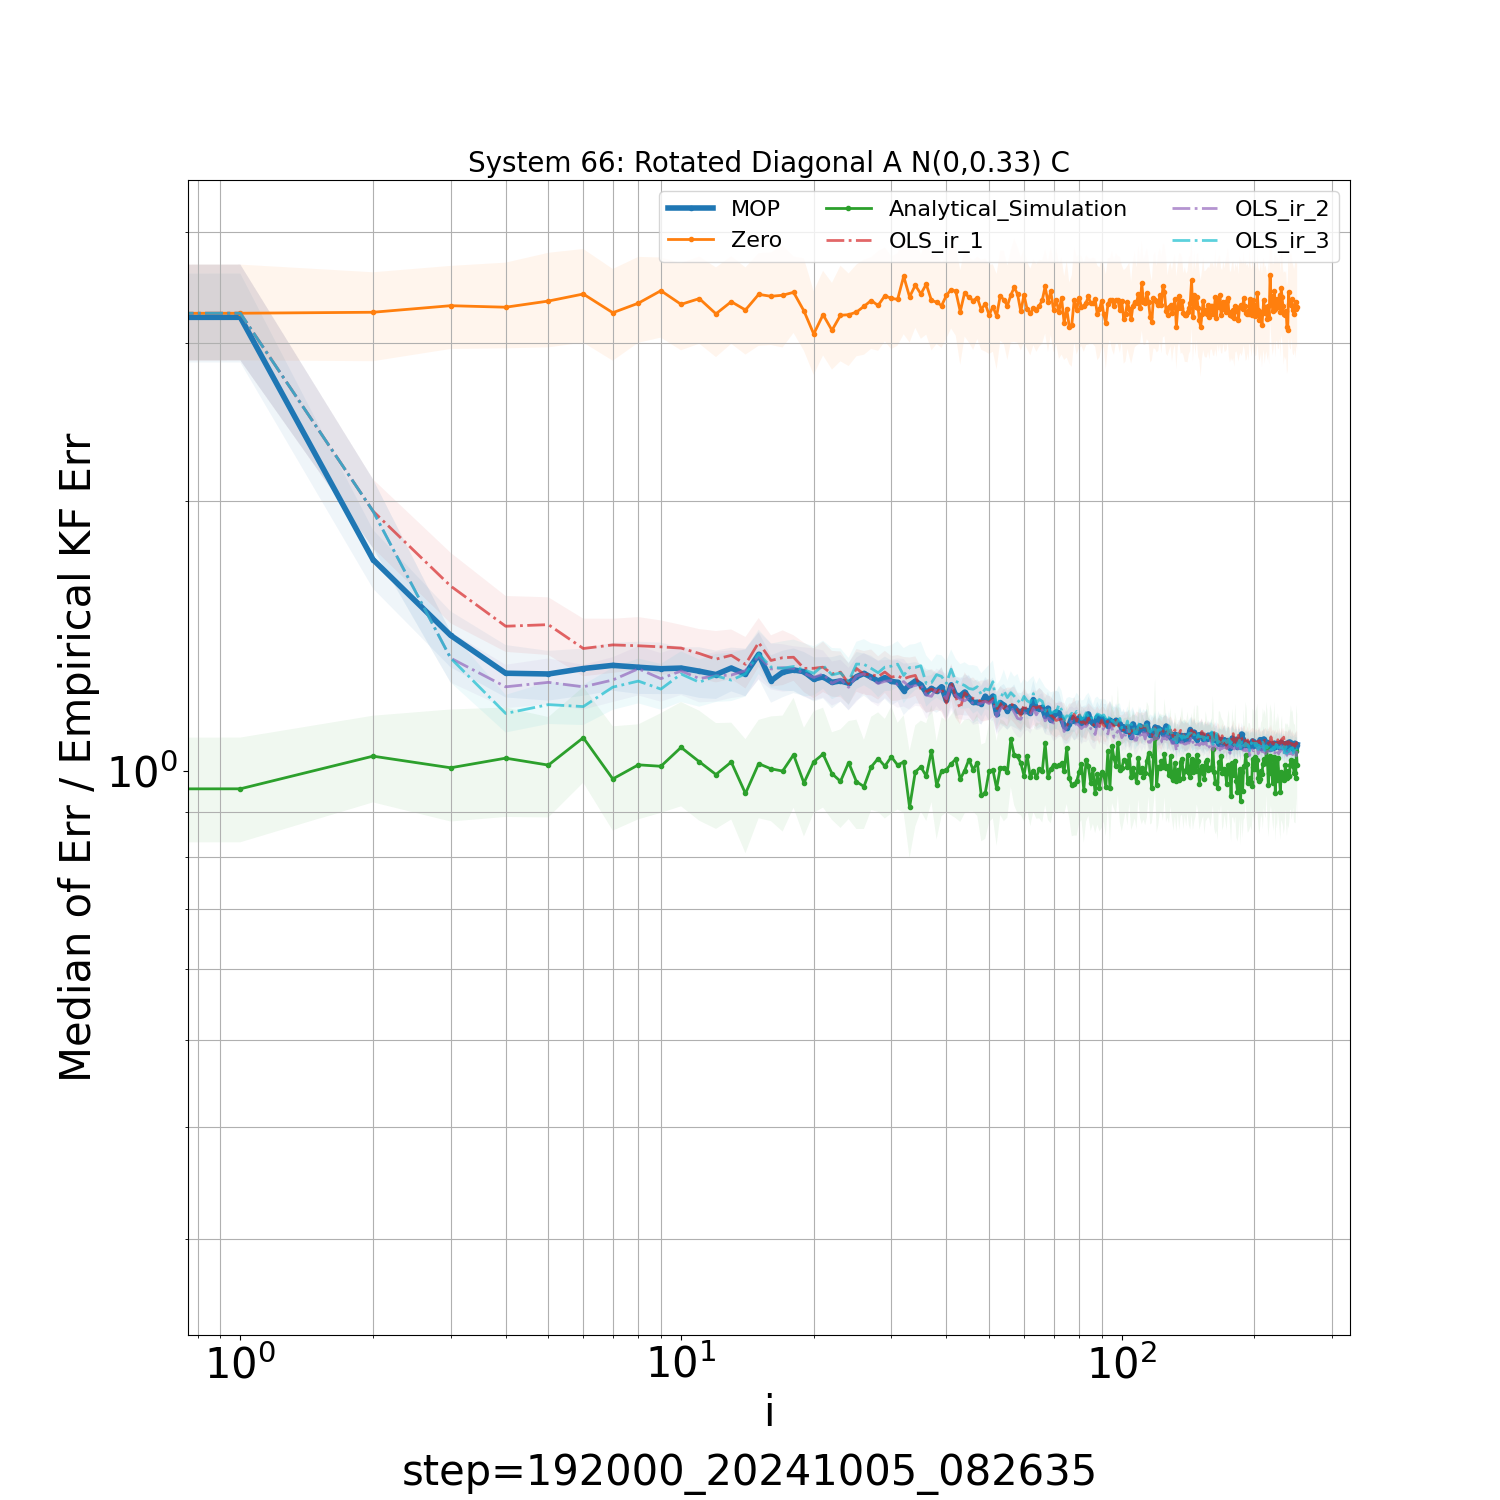 System 66: Rotated Diagonal A N(0,0.33) C
MOP
Zero
Analytical_Simulation
OLS_ir_1
OLS_ir_2
OLS_ir_3
Median of Err / Empirical KF Err
10⁰
10⁰ 10¹ 10²
i
step=192000_20241005_082635